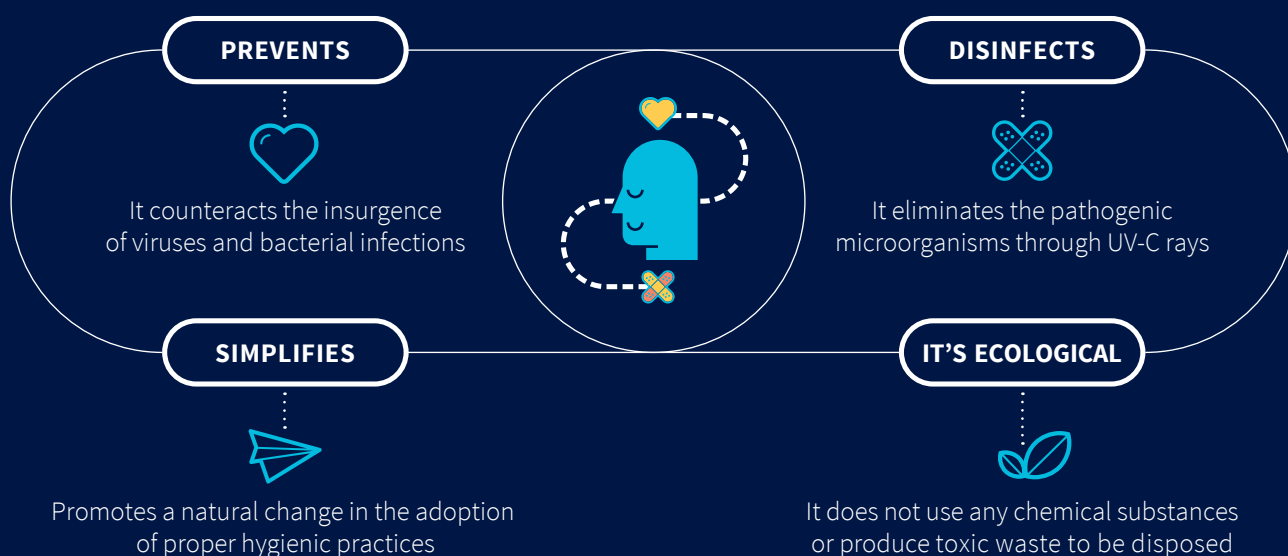 PREVENTS
It counteracts the insurgence
of viruses and bacterial infections
DISINFECTS
It eliminates the pathogenic
microorganisms through UV-C rays
SIMPLIFIES
Promotes a natural change in the adoption
of proper hygienic practices
IT’S ECOLOGICAL
It does not use any chemical substances
or produce toxic waste to be disposed